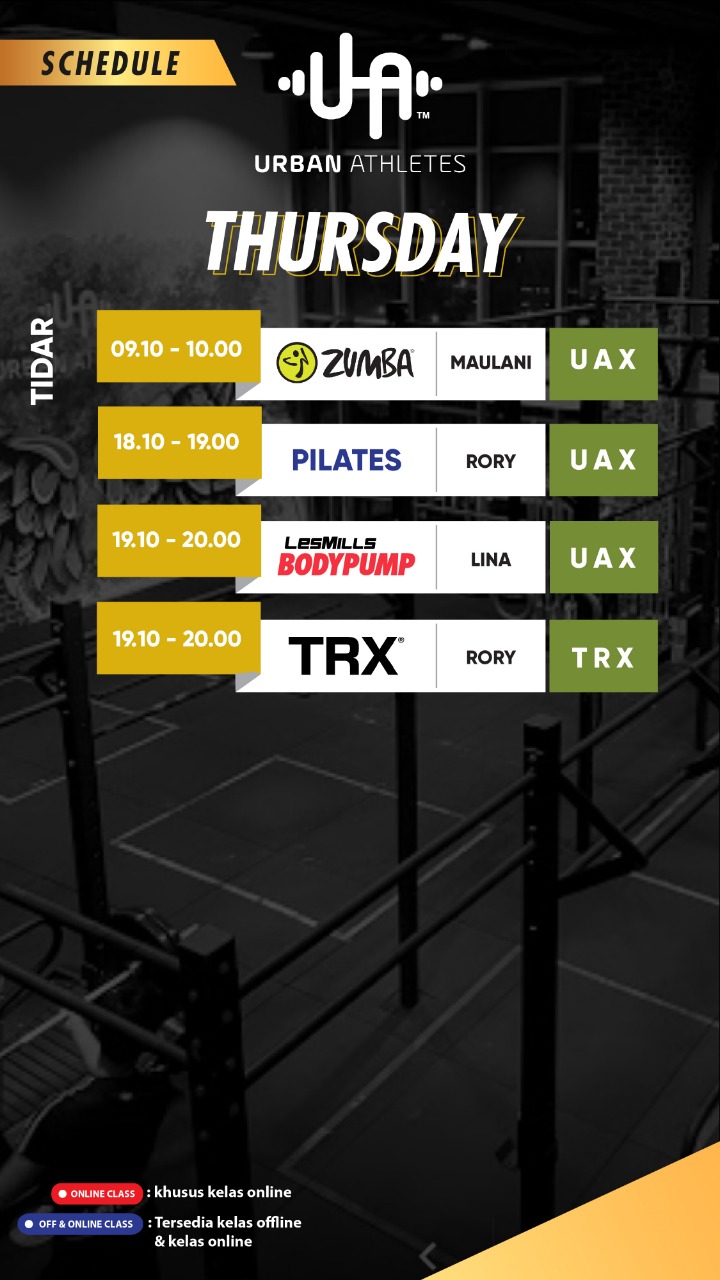 SCHEDULE
UA™
URBAN ATHLETES
THURSDAY
TIDAR
09.10 - 10.00 ZUMBA® MAULANI UAX
18.10 - 19.00 PILATES RORY UAX
19.10 - 20.00 LesMILLS BODYPUMP LINA UAX
19.10 - 20.00 TRX® RORY TRX
ONLINE CLASS : khusus kelas online
OFF & ONLINE CLASS : Tersedia kelas offline
& kelas online